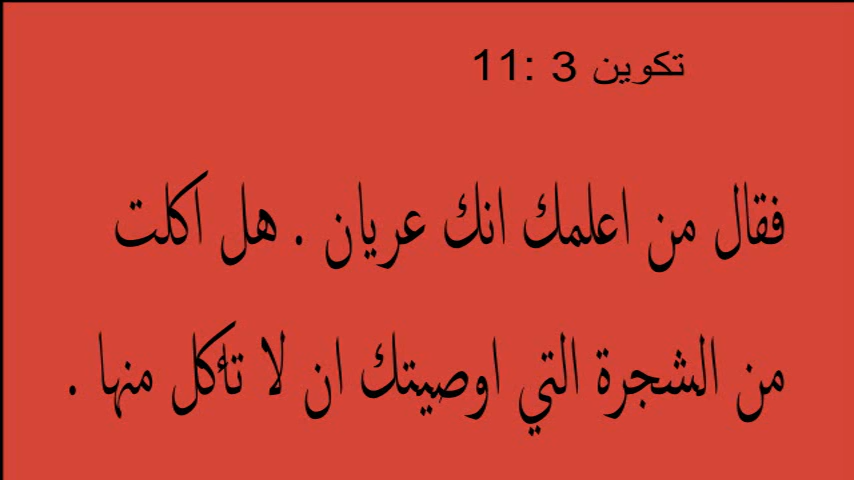 تكوين 3 :11
فقال من اعلمك انك عريان . هل اكلت
من الشجرة التي اوصيتك ان لا تأكل منها .